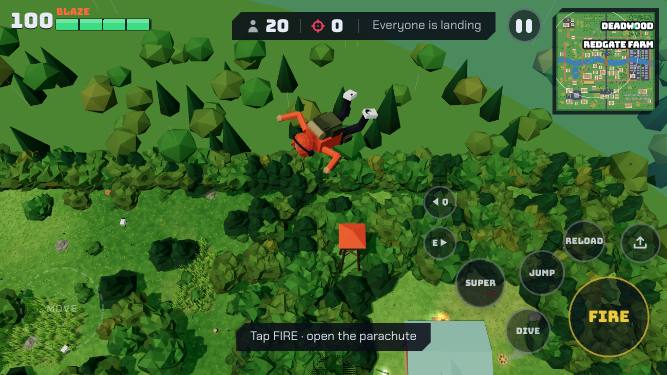 100 BLAZE
20 0 Everyone is landing
DEADWOOD
REDGATE FARM
◀ Q
E ▶
RELOAD
SUPER
JUMP
MOVE
FIRE
DIVE
Tap FIRE · open the parachute